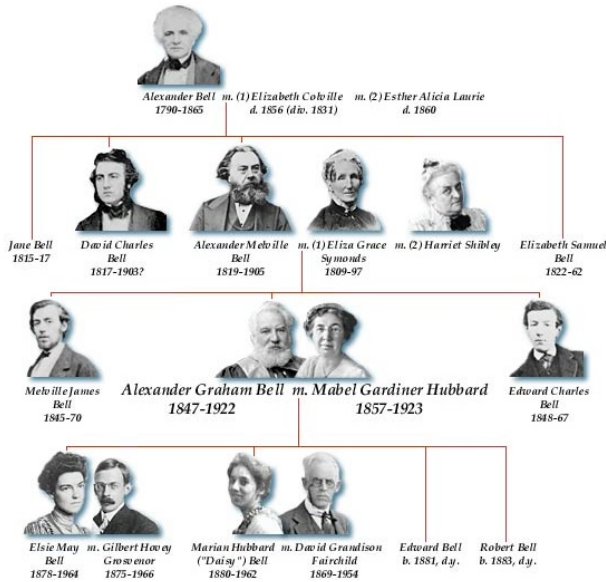 Alexander Bell m. (1) Elizabeth Colville m. (2) Esther Alicia Laurie
1790-1865 d. 1856 (div. 1831) d. 1860
Jane Bell David Charles Alexander Melville m. (1) Eliza Grace m. (2) Harriet Shibley Elizabeth Samuel
1815-17 Bell Bell Symonds Bell
1817-1903? 1819-1905 1809-97 1822-62
Melville James Alexander Graham Bell m. Mabel Gardiner Hubbard Edward Charles
Bell 1847-1922 1857-1923 Bell
1845-70 1848-67
Elsie May m. Gilbert Hovey Marian Hubbard m. David Grandison Edward Bell Robert Bell
Bell Grosvenor ("Daisy") Bell Fairchild b. 1881, d.y. b. 1883, d.y.
1878-1964 1875-1966 1880-1962 1869-1954